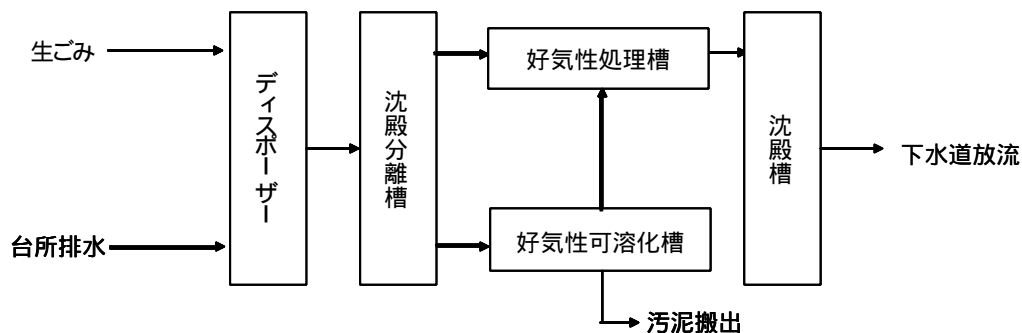 生ごみ
台所排水
ディスポーザー
沈殿分離槽
好気性処理槽
好気性可溶化槽
汚泥搬出
沈殿槽
下水道放流